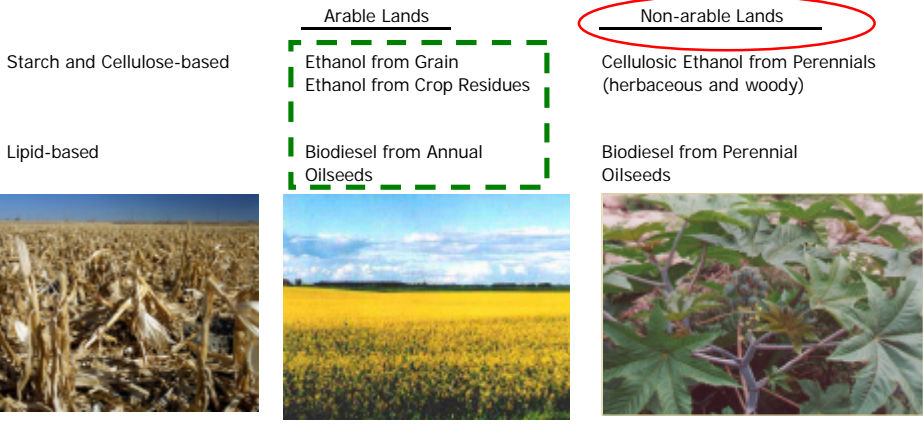 Arable Lands
Non-arable Lands
Starch and Cellulose-based
Ethanol from Grain
Ethanol from Crop Residues
Cellulosic Ethanol from Perennials
(herbaceous and woody)
Lipid-based
Biodiesel from Annual
Oilseeds
Biodiesel from Perennial
Oilseeds